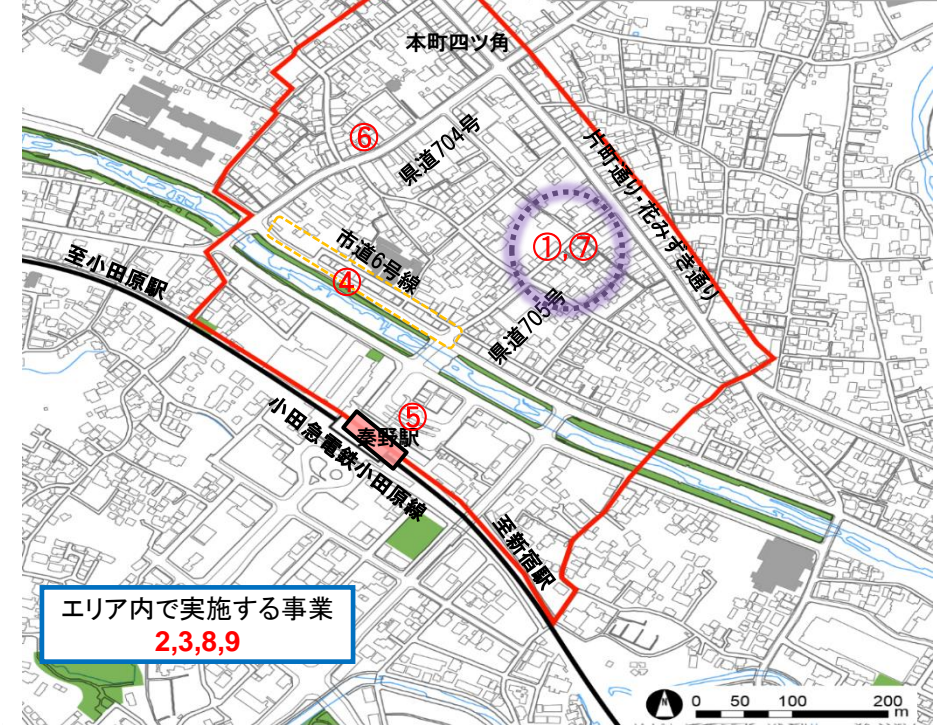 本町四ツ角
⑥
県道704号
片町通り・花みずき通り
①,⑦
市道6号線
④
至小田原駅
県道705号
⑤
秦野駅
小田急電鉄小田原線
至新宿駅
エリア内で実施する事業
2,3,8,9
0 50 100 200
m